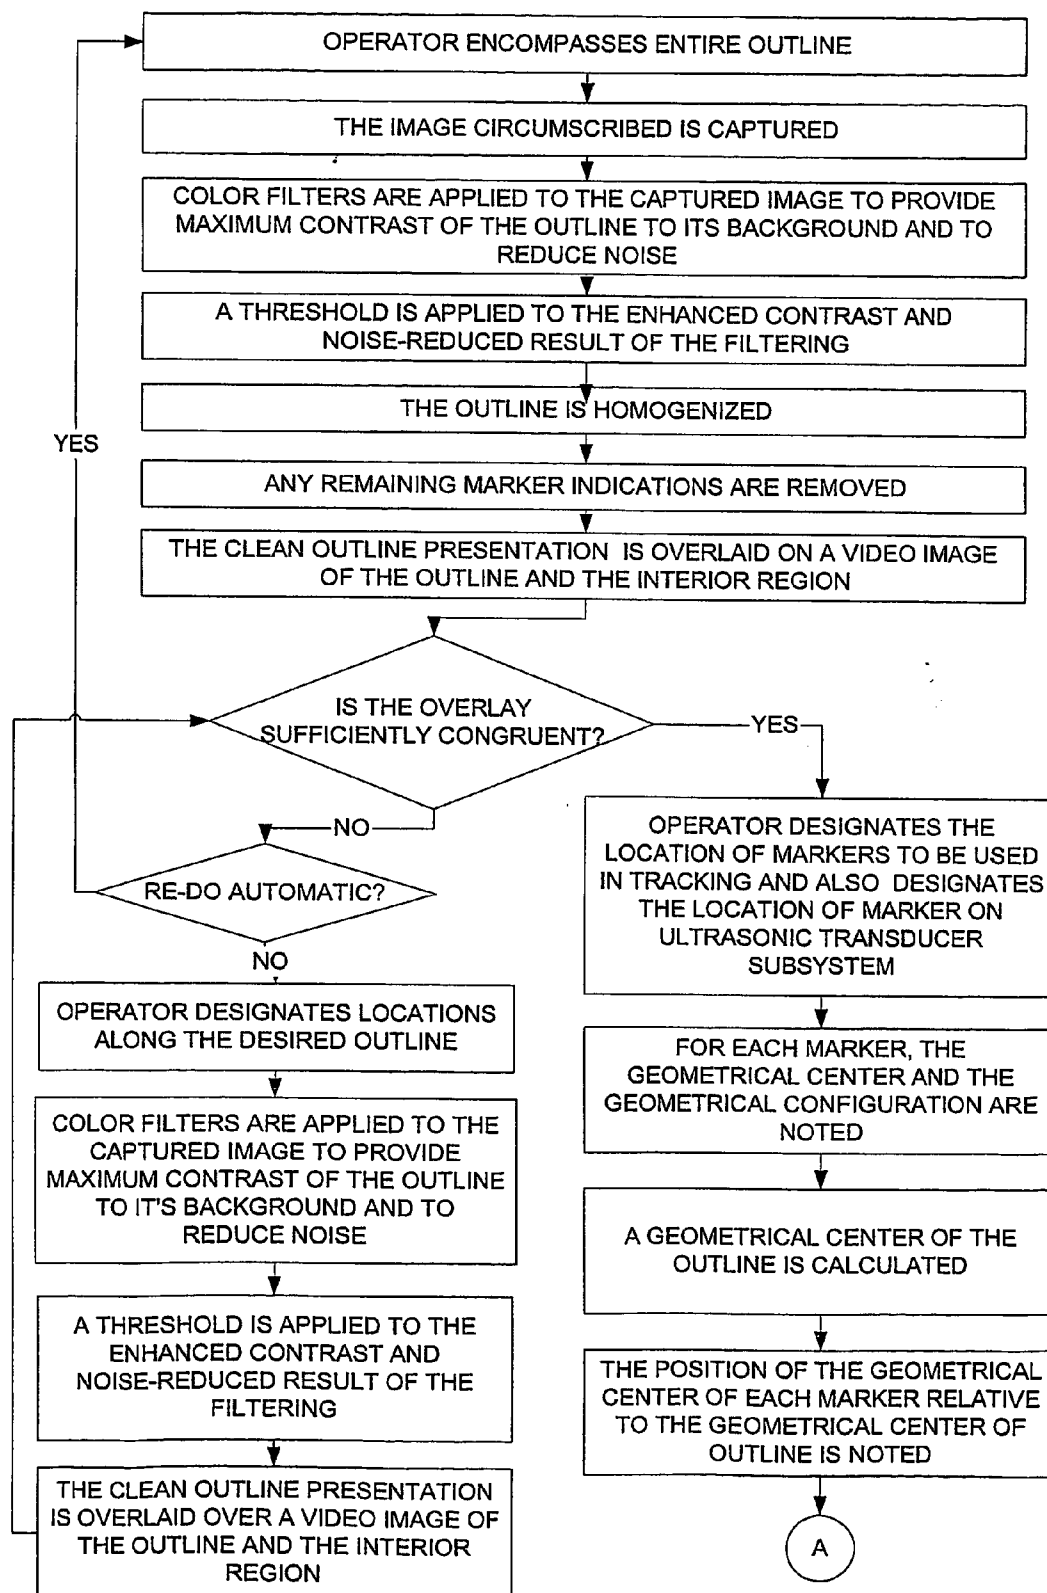 OPERATOR ENCOMPASSES ENTIRE OUTLINE
THE IMAGE CIRCUMSCRIBED IS CAPTURED
COLOR FILTERS ARE APPLIED TO THE CAPTURED IMAGE TO PROVIDE
MAXIMUM CONTRAST OF THE OUTLINE TO ITS BACKGROUND AND TO
REDUCE NOISE
A THRESHOLD IS APPLIED TO THE ENHANCED CONTRAST AND
NOISE-REDUCED RESULT OF THE FILTERING
THE OUTLINE IS HOMOGENIZED
YES
ANY REMAINING MARKER INDICATIONS ARE REMOVED
THE CLEAN OUTLINE PRESENTATION IS OVERLAID ON A VIDEO IMAGE
OF THE OUTLINE AND THE INTERIOR REGION
IS THE OVERLAY
SUFFICIENTLY CONGRUENT?
YES
NO
RE-DO AUTOMATIC?
NO
OPERATOR DESIGNATES LOCATIONS
ALONG THE DESIRED OUTLINE
COLOR FILTERS ARE APPLIED TO THE
CAPTURED IMAGE TO PROVIDE
MAXIMUM CONTRAST OF THE OUTLINE
TO IT'S BACKGROUND AND TO
REDUCE NOISE
A THRESHOLD IS APPLIED TO THE
ENHANCED CONTRAST AND
NOISE-REDUCED RESULT OF THE
FILTERING
THE CLEAN OUTLINE PRESENTATION
IS OVERLAID OVER A VIDEO IMAGE OF
THE OUTLINE AND THE INTERIOR
REGION
OPERATOR DESIGNATES THE
LOCATION OF MARKERS TO BE USED
IN TRACKING AND ALSO DESIGNATES
THE LOCATION OF MARKER ON
ULTRASONIC TRANSDUCER
SUBSYSTEM
FOR EACH MARKER, THE
GEOMETRICAL CENTER AND THE
GEOMETRICAL CONFIGURATION ARE
NOTED
A GEOMETRICAL CENTER OF THE
OUTLINE IS CALCULATED
THE POSITION OF THE GEOMETRICAL
CENTER OF EACH MARKER RELATIVE
TO THE GEOMETRICAL CENTER OF
OUTLINE IS NOTED
A